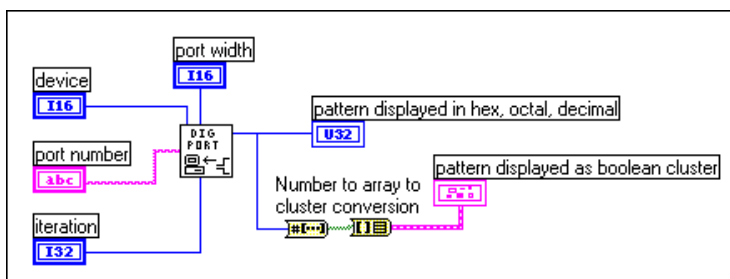 port width
I16
device
I16
pattern displayed in hex, octal, decimal
U32
DIG
PORT
port number
abc
pattern displayed as boolean cluster
Number to array to
cluster conversion
#[···]
[ ]
iteration
I32